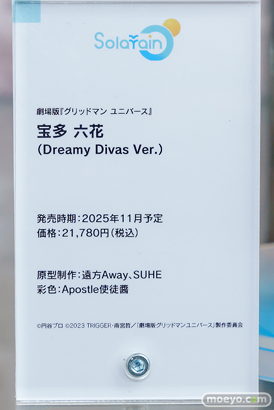 Solarain
劇場版『グリッドマン ユニバース』
宝多 六花
(Dreamy Divas Ver.)
発売時期：2025年11月予定
価格：21,780円(税込)
原型制作：遠方Away、SUHE
彩色：Apostle使徒醬
©円谷プロ ©2023 TRIGGER・雨宮哲／「劇場版グリッドマンユニバース」製作委員会
moeyo.com